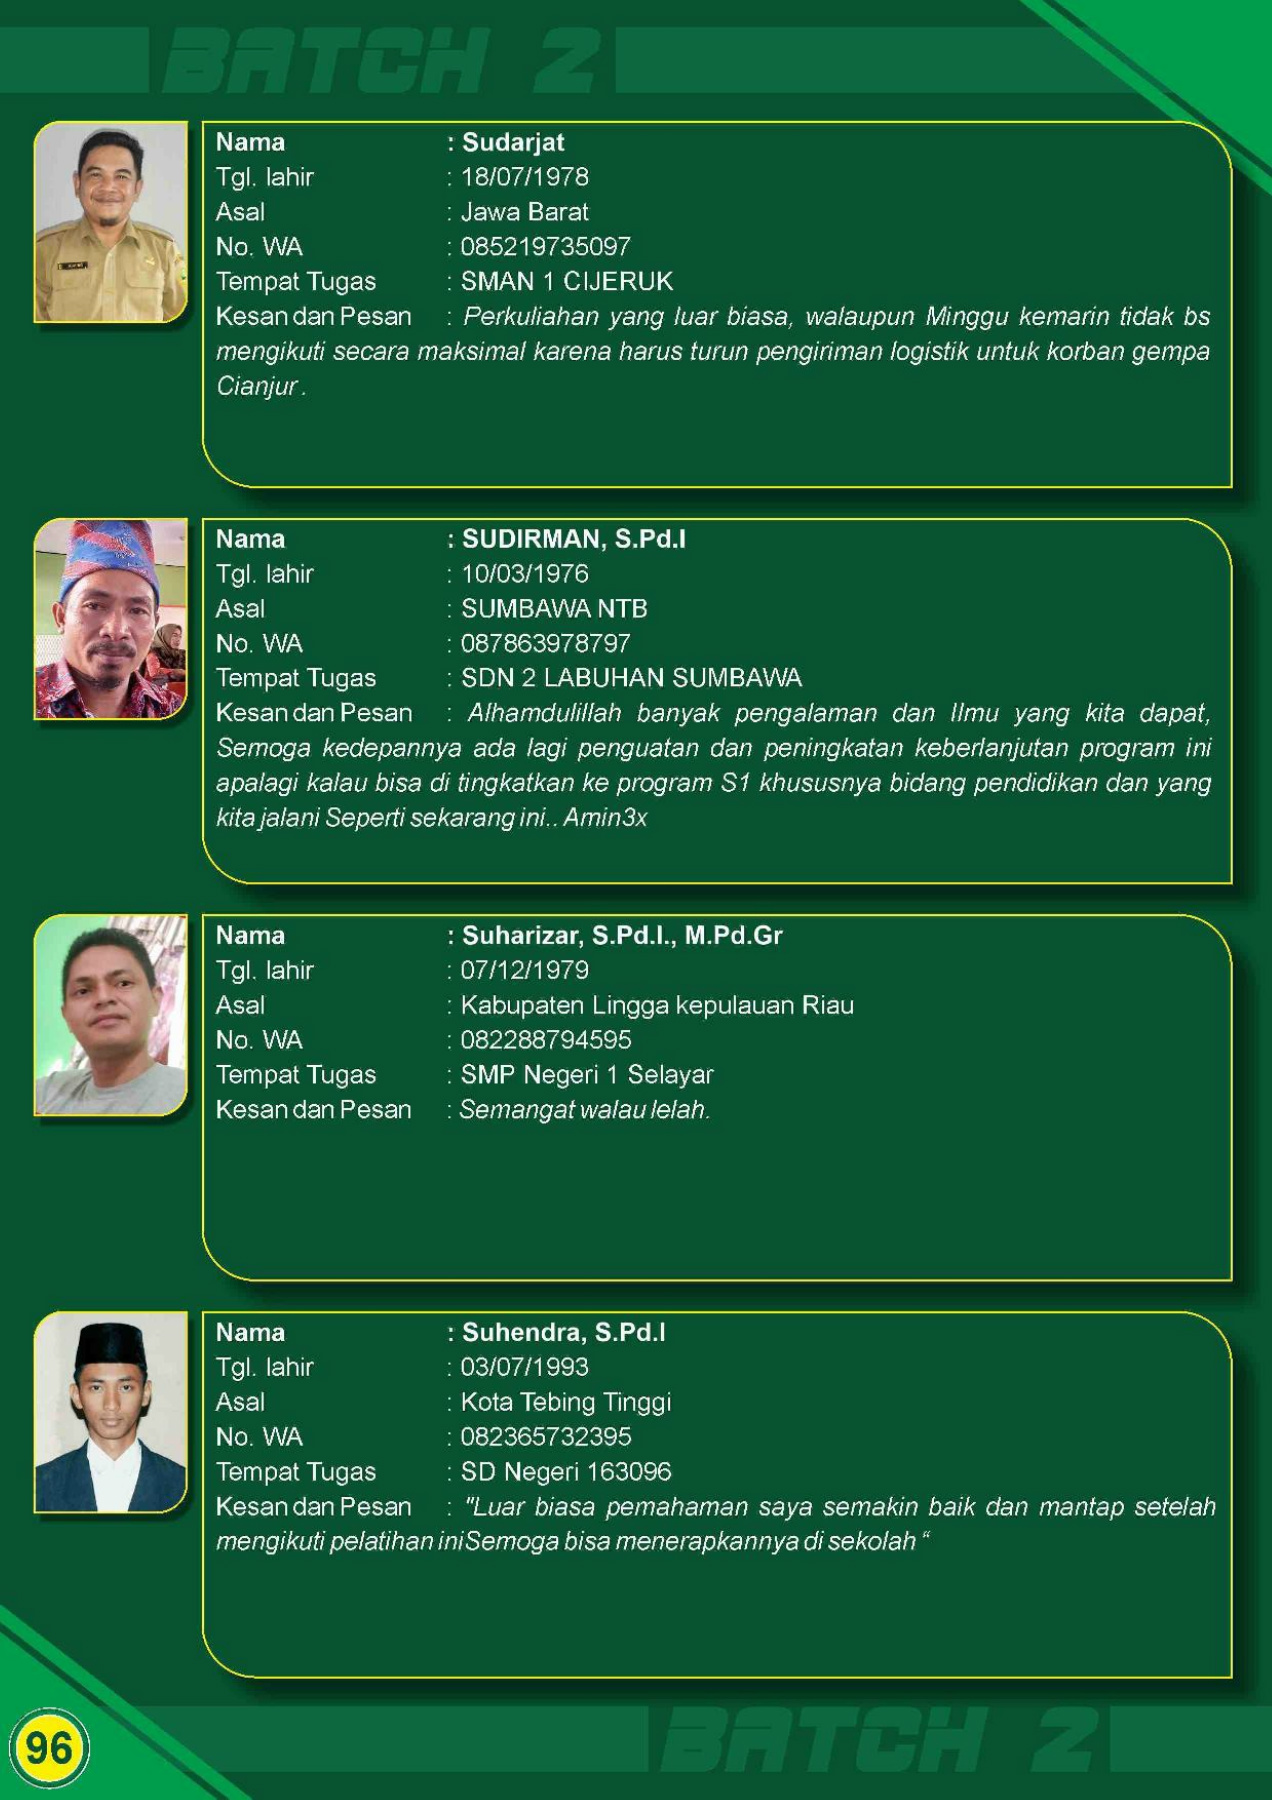 BATCH 2
Nama : Sudarjat
Tgl. lahir : 18/07/1978
Asal : Jawa Barat
No. WA : 085219735097
Tempat Tugas : SMAN 1 CIJERUK
Kesan dan Pesan : Perkuliahan yang luar biasa, walaupun Minggu kemarin tidak bs
mengikuti secara maksimal karena harus turun pengiriman logistik untuk korban gempa
Cianjur .
Nama : SUDIRMAN, S.Pd.I
Tgl. lahir : 10/03/1976
Asal : SUMBAWA NTB
No. WA : 087863978797
Tempat Tugas : SDN 2 LABUHAN SUMBAWA
Kesan dan Pesan : Alhamdulillah banyak pengalaman dan Ilmu yang kita dapat,
Semoga kedepannya ada lagi penguatan dan peningkatan keberlanjutan program ini
apalagi kalau bisa di tingkatkan ke program S1 khususnya bidang pendidikan dan yang
kita jalani Seperti sekarang ini.. Amin3x
Nama : Suharizar, S.Pd.I., M.Pd.Gr
Tgl. lahir : 07/12/1979
Asal : Kabupaten Lingga kepulauan Riau
No. WA : 082288794595
Tempat Tugas : SMP Negeri 1 Selayar
Kesan dan Pesan : Semangat walau lelah.
Nama : Suhendra, S.Pd.I
Tgl. lahir : 03/07/1993
Asal : Kota Tebing Tinggi
No. WA : 082365732395
Tempat Tugas : SD Negeri 163096
Kesan dan Pesan : "Luar biasa pemahaman saya semakin baik dan mantap setelah
mengikuti pelatihan iniSemoga bisa menerapkannya di sekolah “
96
BATCH 2